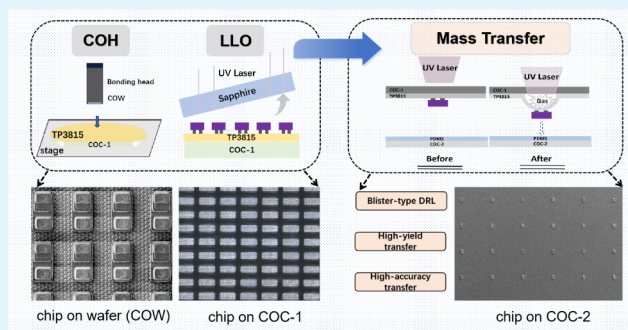 COH
Bonding head
COW
TP3815
COC-1
stage
LLO
UV Laser
Sapphire
TP3815
COC-1
Mass Transfer
UV Laser
COC-1
TP3815
PDMS
COC-2
Before
UV Laser
COC-1
TP3815
Gas
PDMS
COC-2
After
chip on wafer (COW)
chip on COC-1
Blister-type DRL
High-yield
transfer
High-accuracy
transfer
chip on COC-2